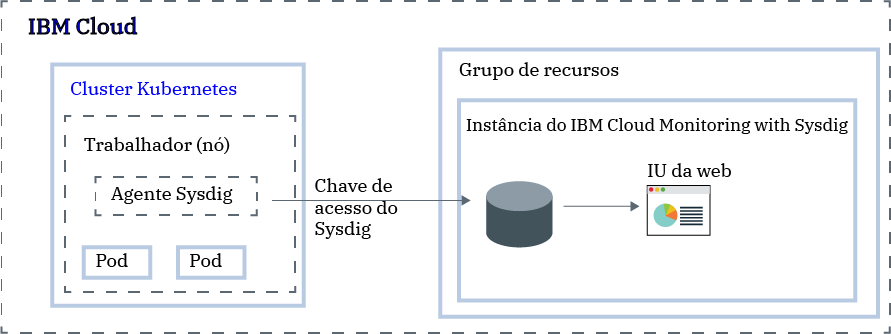 IBM Cloud
Cluster Kubernetes
Trabalhador (nó)
Agente Sysdig
Pod
Pod
Chave de
acesso do
Sysdig
Grupo de recursos
Instância do IBM Cloud Monitoring with Sysdig
IU da web